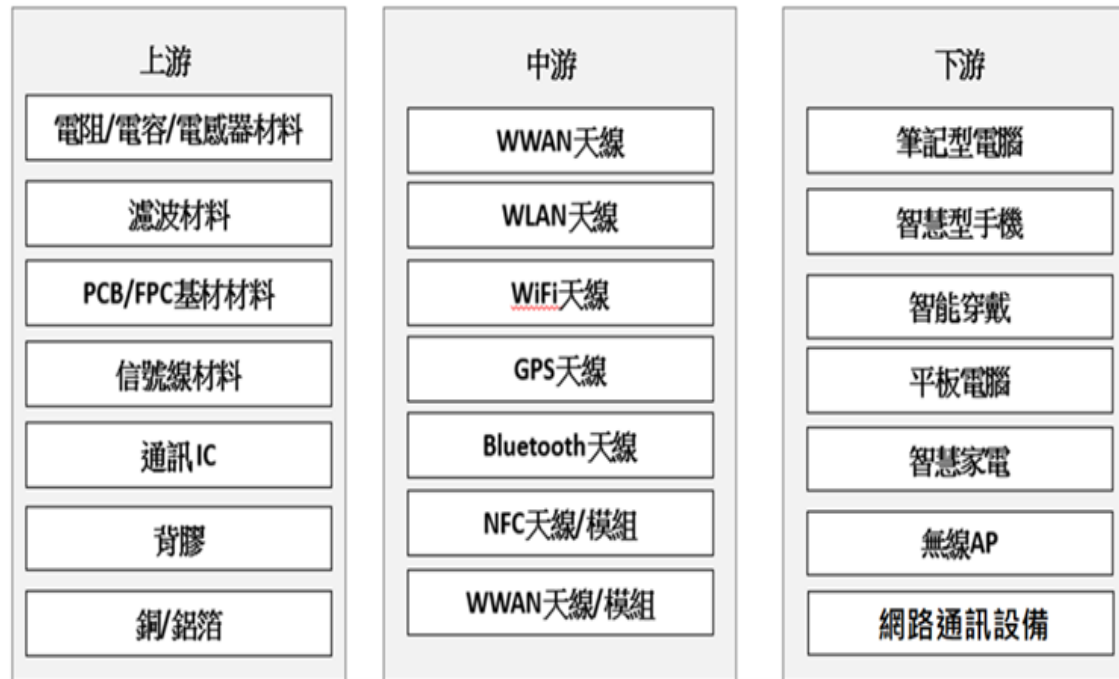 上游
電阻/電容/電感器材料
濾波材料
PCB/FPC基材材料
信號線材料
通訊IC
背膠
銅/鋁箔
中游
WWAN天線
WLAN天線
WiFi天線
GPS天線
Bluetooth天線
NFC天線/模組
WWAN天線/模組
下游
筆記型電腦
智慧型手機
智能穿戴
平板電腦
智慧家電
無線AP
網路通訊設備